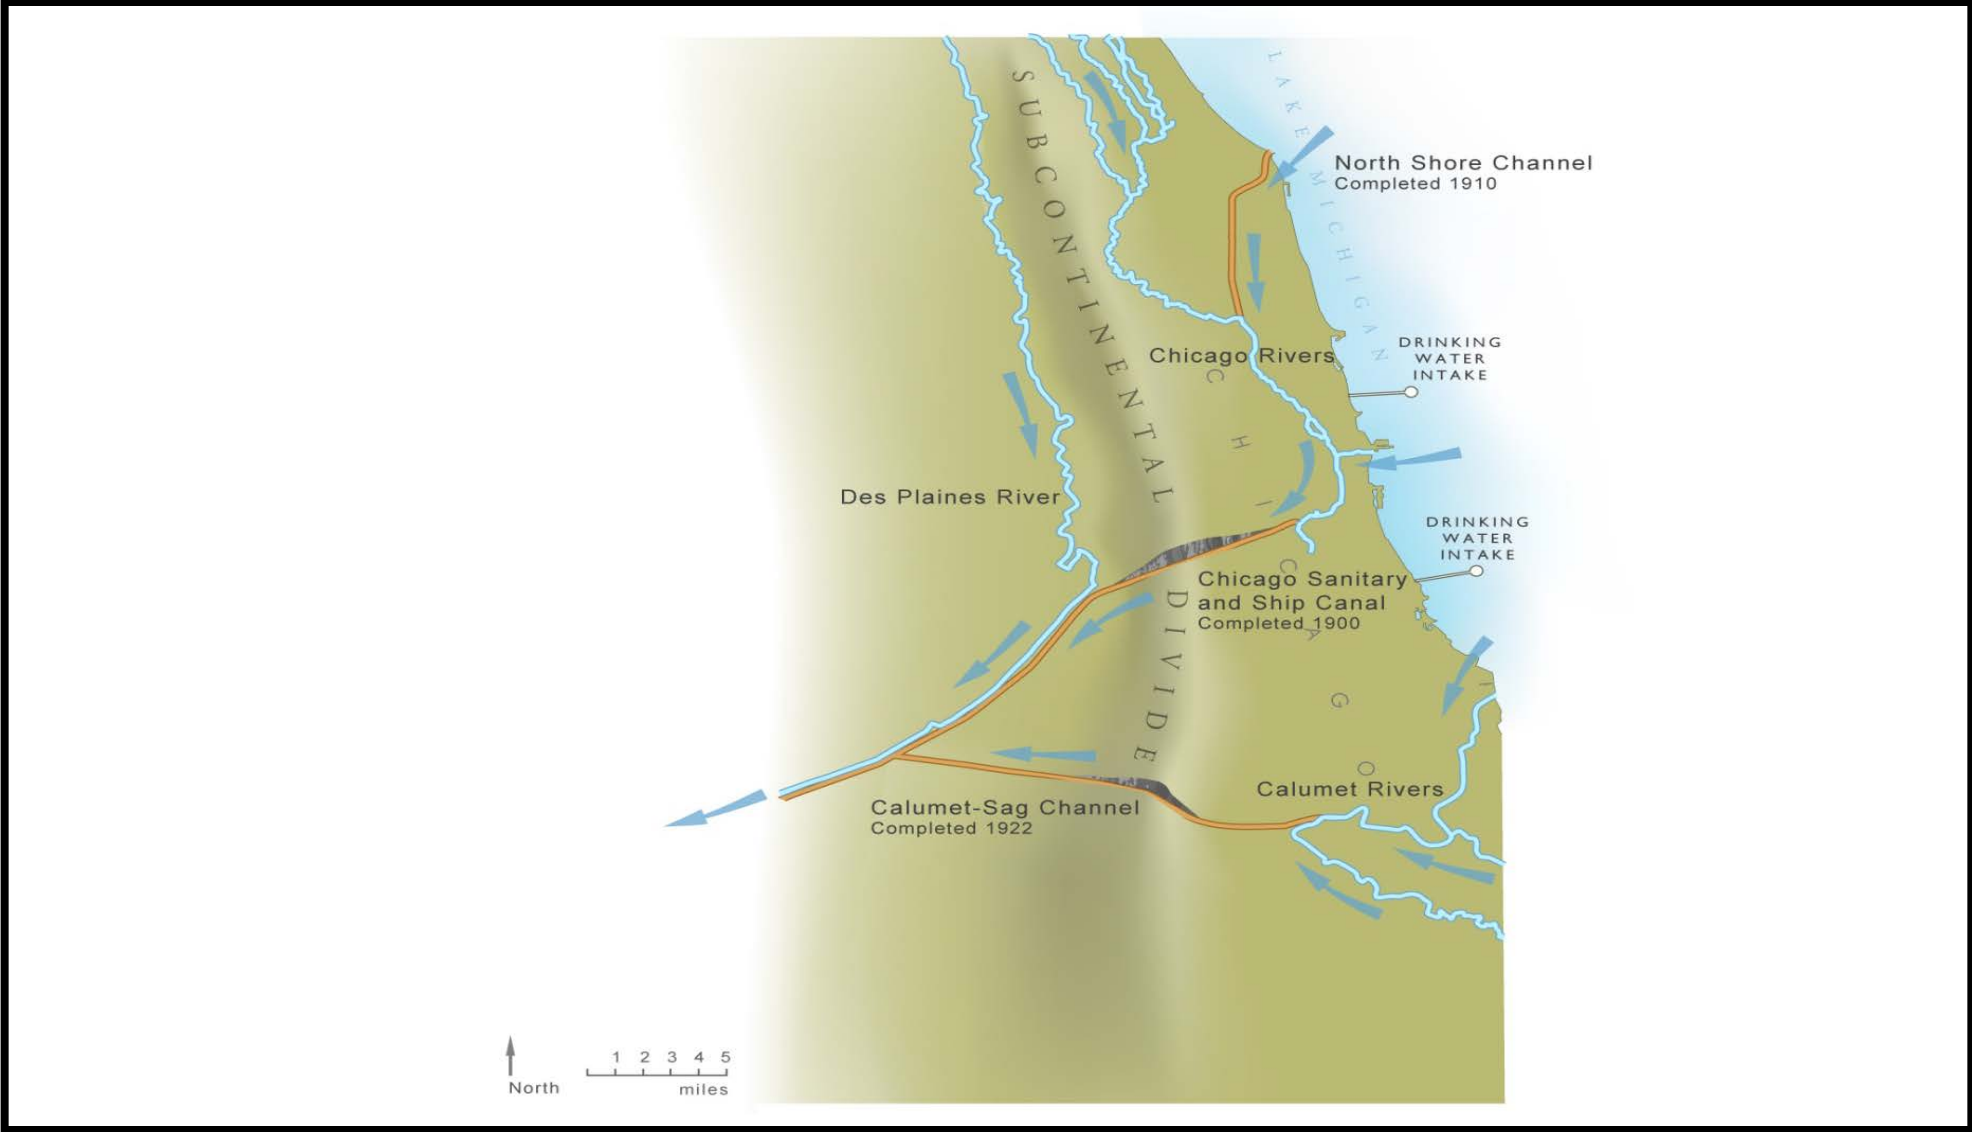 LAKE MICHIGAN
SUBCONTINENTAL DIVIDE
North Shore Channel
Completed 1910
Chicago Rivers
DRINKING
WATER
INTAKE
CHICAGO
Des Plaines River
DRINKING
WATER
INTAKE
Chicago Sanitary
and Ship Canal
Completed 1900
Calumet Rivers
Calumet-Sag Channel
Completed 1922
1 2 3 4 5
miles
North